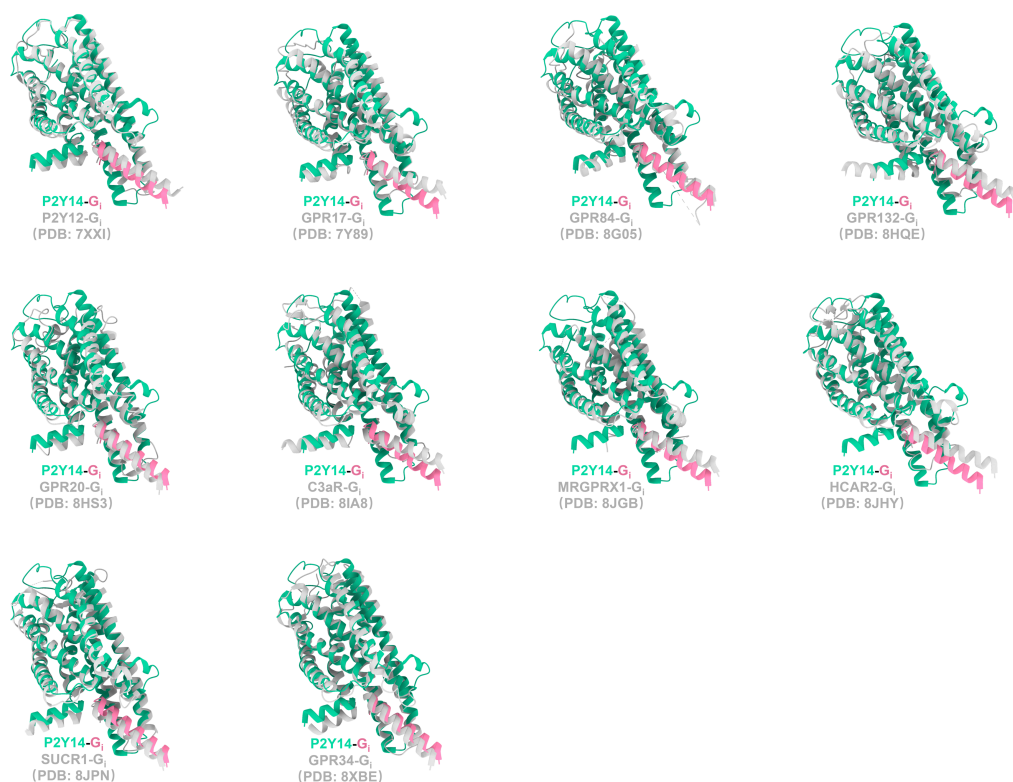 P2Y14-Gi
P2Y12-Gi
(PDB: 7XXI)
P2Y14-Gi
GPR17-Gi
(PDB: 7Y89)
P2Y14-Gi
GPR84-Gi
(PDB: 8G05)
P2Y14-Gi
GPR132-Gi
(PDB: 8HQE)
P2Y14-Gi
GPR20-Gi
(PDB: 8HS3)
P2Y14-Gi
C3aR-Gi
(PDB: 8IA8)
P2Y14-Gi
MRGPRX1-Gi
(PDB: 8JGB)
P2Y14-Gi
HCAR2-Gi
(PDB: 8JHY)
P2Y14-Gi
SUCR1-Gi
(PDB: 8JPN)
P2Y14-Gi
GPR34-Gi
(PDB: 8XBE)